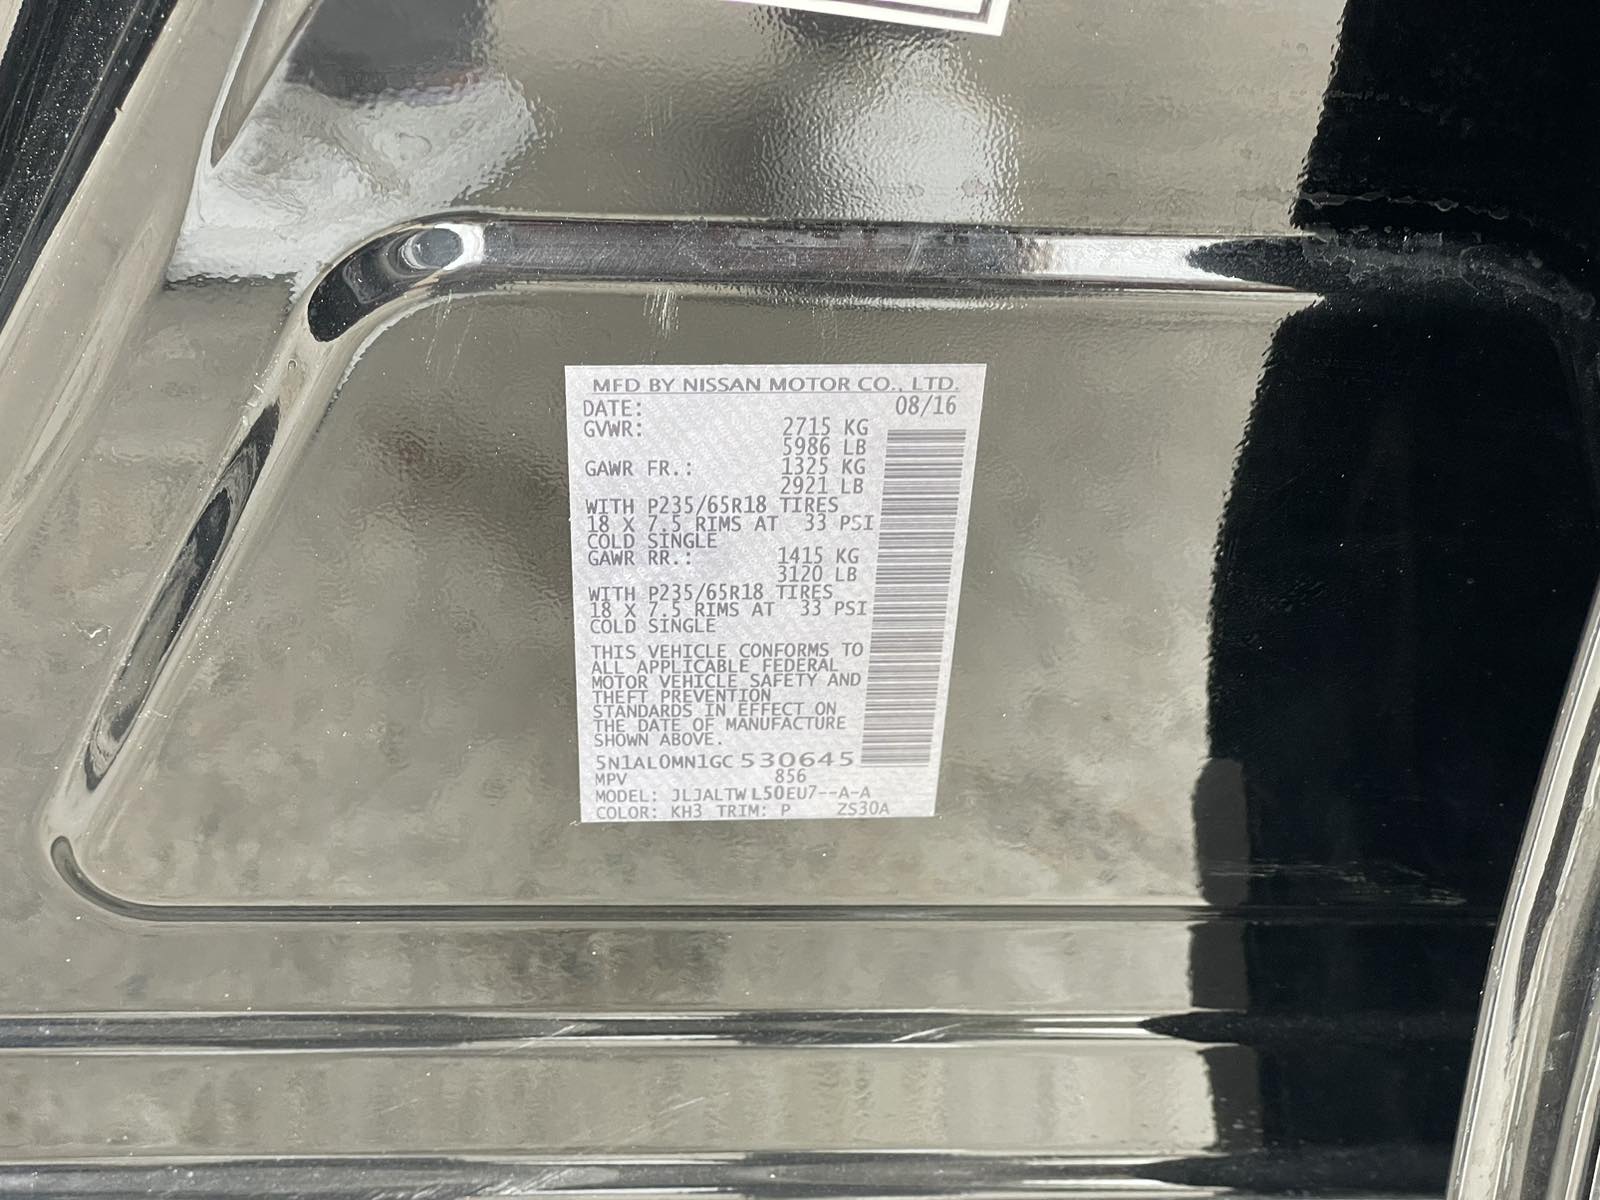 MFD BY NISSAN MOTOR CO., LTD.
DATE: 08/16
GVWR: 2715 KG
5986 LB
GAWR FR.: 1325 KG
2921 LB
WITH P235/65R18 TIRES
18 X 7.5 RIMS AT 33 PSI
COLD SINGLE
GAWR RR.: 1415 KG
3120 LB
WITH P235/65R18 TIRES
18 X 7.5 RIMS AT 33 PSI
COLD SINGLE
THIS VEHICLE CONFORMS TO
ALL APPLICABLE FEDERAL
MOTOR VEHICLE SAFETY AND
THEFT PREVENTION
STANDARDS IN EFFECT ON
THE DATE OF MANUFACTURE
SHOWN ABOVE.
5N1AL0MN1GC530645
MPV 856
MODEL: JLJALTWL50EU7--A-A
COLOR: KH3 TRIM: P ZS30A